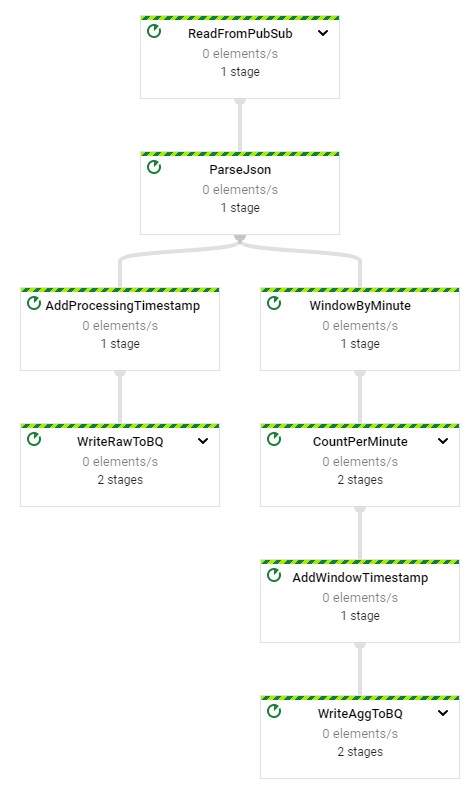 ReadFromPubSub
0 elements/s
1 stage
ParseJson
0 elements/s
1 stage
AddProcessingTimestamp
0 elements/s
1 stage
WindowByMinute
0 elements/s
1 stage
WriteRawToBQ
0 elements/s
2 stages
CountPerMinute
0 elements/s
2 stages
AddWindowTimestamp
0 elements/s
1 stage
WriteAggToBQ
0 elements/s
2 stages